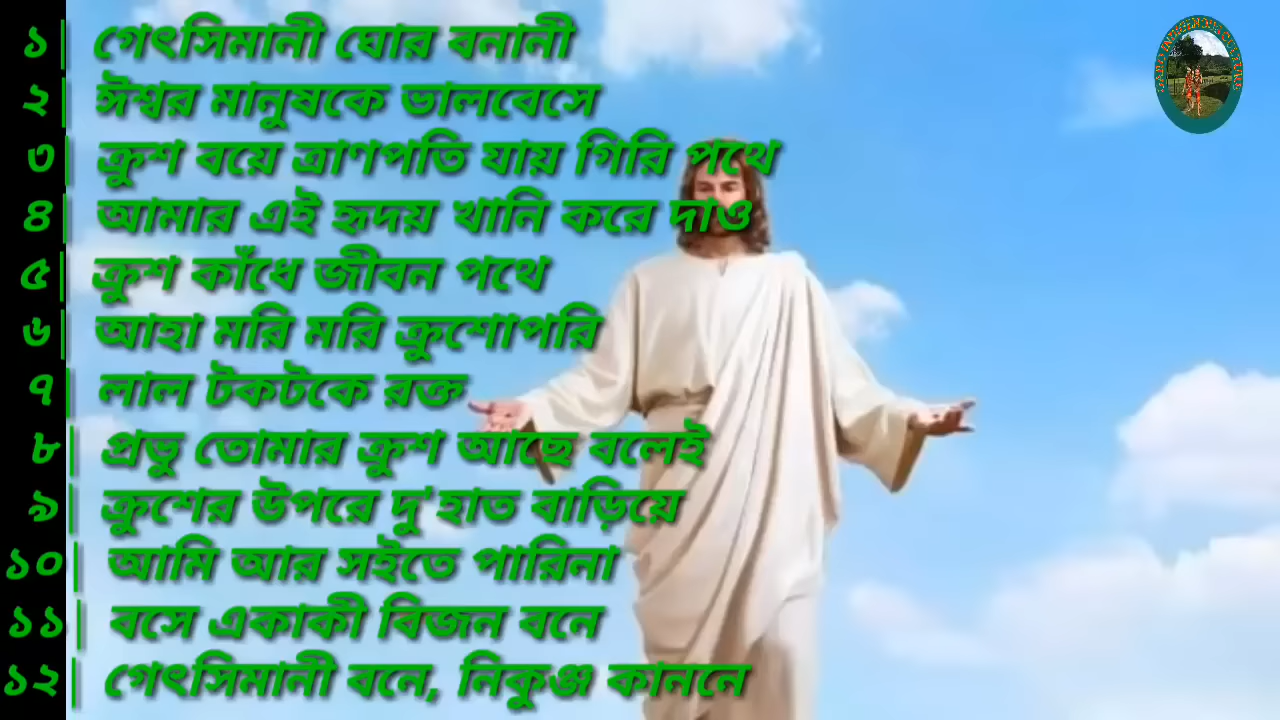 ১| গেৎসিমানী ঘোর বনানী
২| ঈশ্বর মানুষকে ভালবেসে
৩| ক্রুশ বয়ে ত্রাণপতি যায় গিরি পথে
৪| আমার এই হৃদয় খানি করে দাও
৫| ক্রুশ কাঁধে জীবন পথে
৬| আহা মরি মরি ক্রুশোপরি
৭| লাল টকটকে রক্ত
৮| প্রভু তোমার ক্রুশ আছে বলেই
৯| ক্রুশের উপরে দু'হাত বাড়িয়ে
১০| আমি আর সইতে পারিনা
১১| বসে একাকী বিজন বনে
১২| গেৎসিমানী বনে, নিকুঞ্জ কাননে